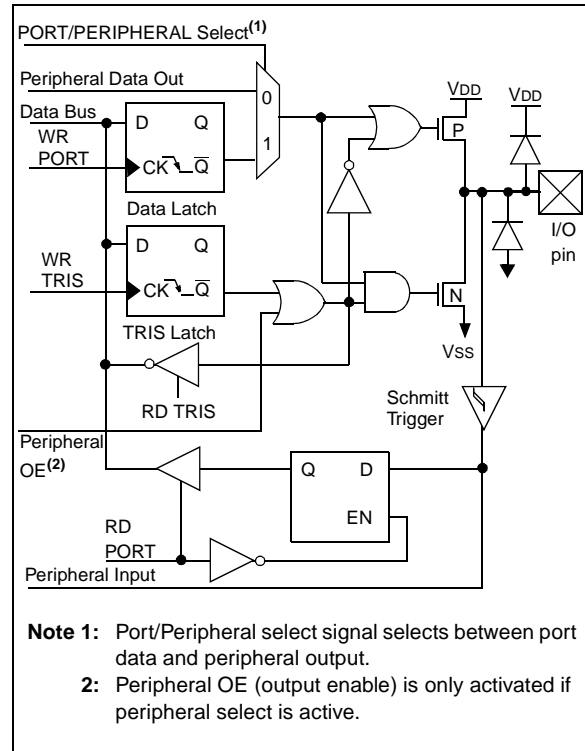 PORT/PERIPHERAL Select(1)
Peripheral Data Out
Data Bus
WR
PORT
D Q
CK Q
Data Latch
0
1
VDD
P
VDD
I/O
pin
WR
TRIS
D Q
CK Q
TRIS Latch
N
VSS
RD TRIS
Schmitt
Trigger
Peripheral
OE(2)
Q D
EN
RD
PORT
Peripheral Input
Note 1: Port/Peripheral select signal selects between port
data and peripheral output.
2: Peripheral OE (output enable) is only activated if
peripheral select is active.